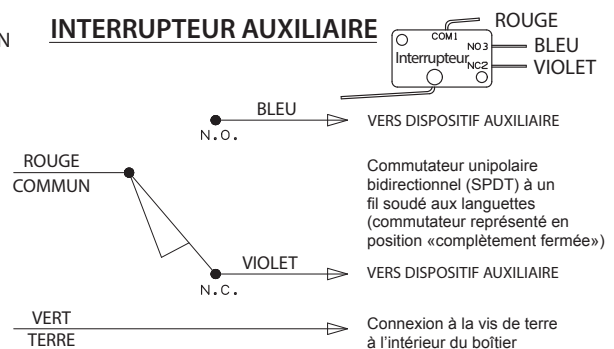 N
INTERRUPTEUR AUXILIAIRE
ROUGE
COM1
NO3
BLEU
Interrupteur
NC2
VIOLET
BLEU
VERS DISPOSITIF AUXILIAIRE
N.O.
ROUGE
COMMUN
Commutateur unipolaire
bidirectionnel (SPDT) à un
fil soudé aux languettes
(commutateur représenté en
position «complètement fermée»)
VIOLET
VERS DISPOSITIF AUXILIAIRE
N.C.
VERT
TERRE
Connexion à la vis de terre
à l'intérieur du boîtier